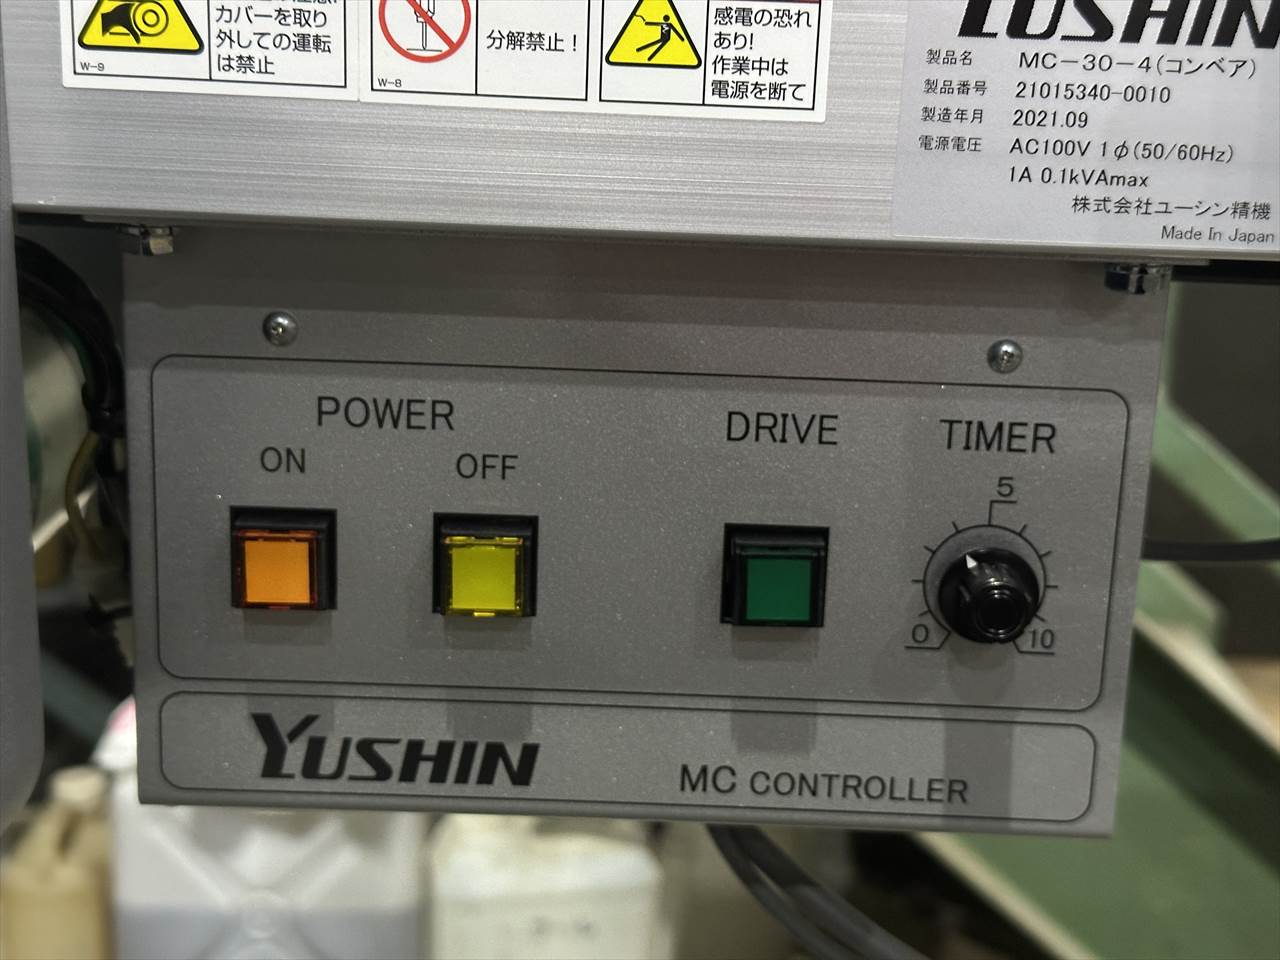 カバーを取り
外しての運転
は禁止
W-9
分解禁止！
W-8
感電の恐れ
あり!
作業中は
電源を断て
YUSHIN
製品名 MC-30-4(コンベア)
製品番号 21015340-0010
製造年月 2021.09
電源電圧 AC100V 1φ(50/60Hz)
1A 0.1kVAmax
株式会社ユーシン精機
Made In Japan
POWER
ON OFF
DRIVE
TIMER
5
0 10
YUSHIN
MC CONTROLLER